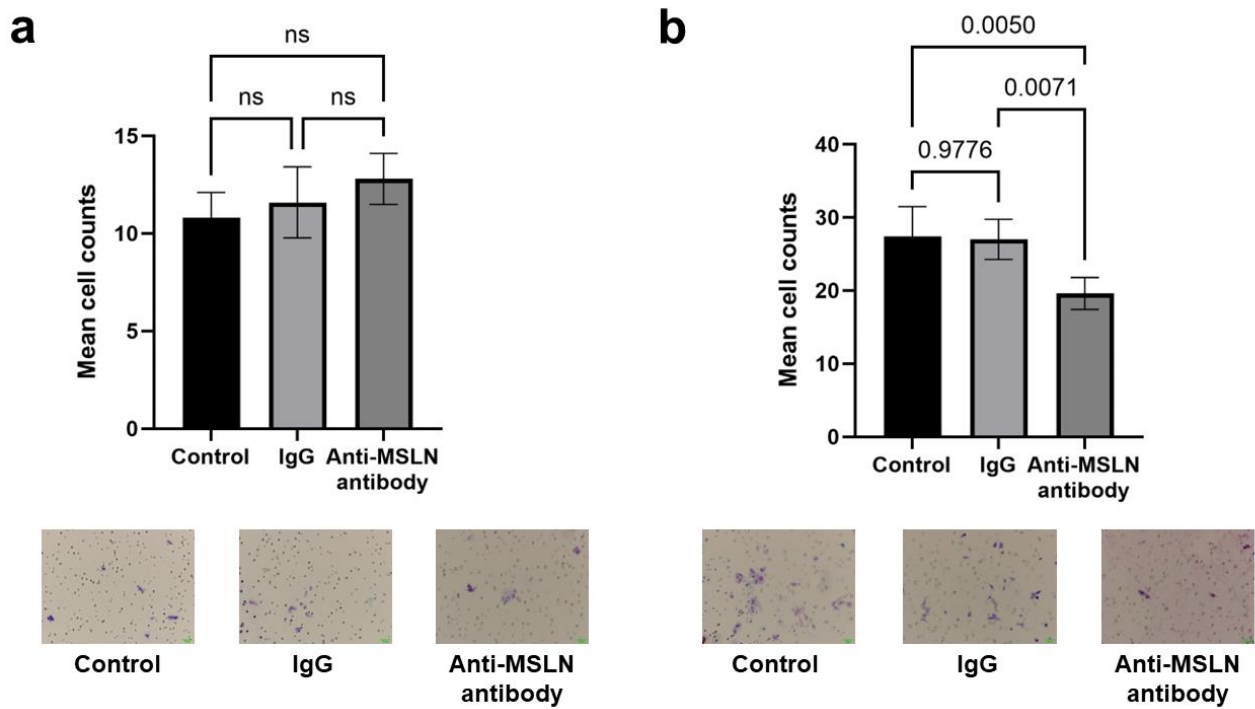 a
ns
ns ns
15
10
5
0
Mean cell counts
Control IgG Anti-MSLN
antibody
Control
IgG
Anti-MSLN
antibody
b
0.0050
0.0071
0.9776
40
30
20
10
0
Mean cell counts
Control IgG Anti-MSLN
antibody
Control
IgG
Anti-MSLN
antibody